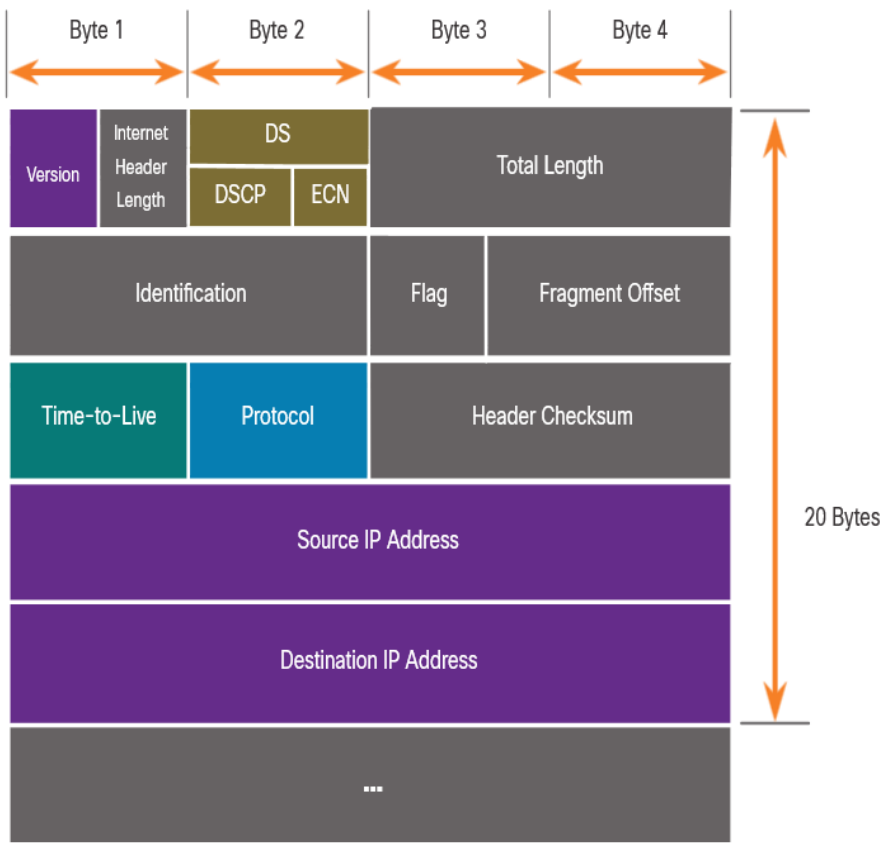 Byte 1 Byte 2 Byte 3 Byte 4
Version
Internet
Header
Length
DS
DSCP ECN
Total Length
Identification Flag Fragment Offset
Time-to-Live Protocol Header Checksum
Source IP Address
20 Bytes
Destination IP Address
...